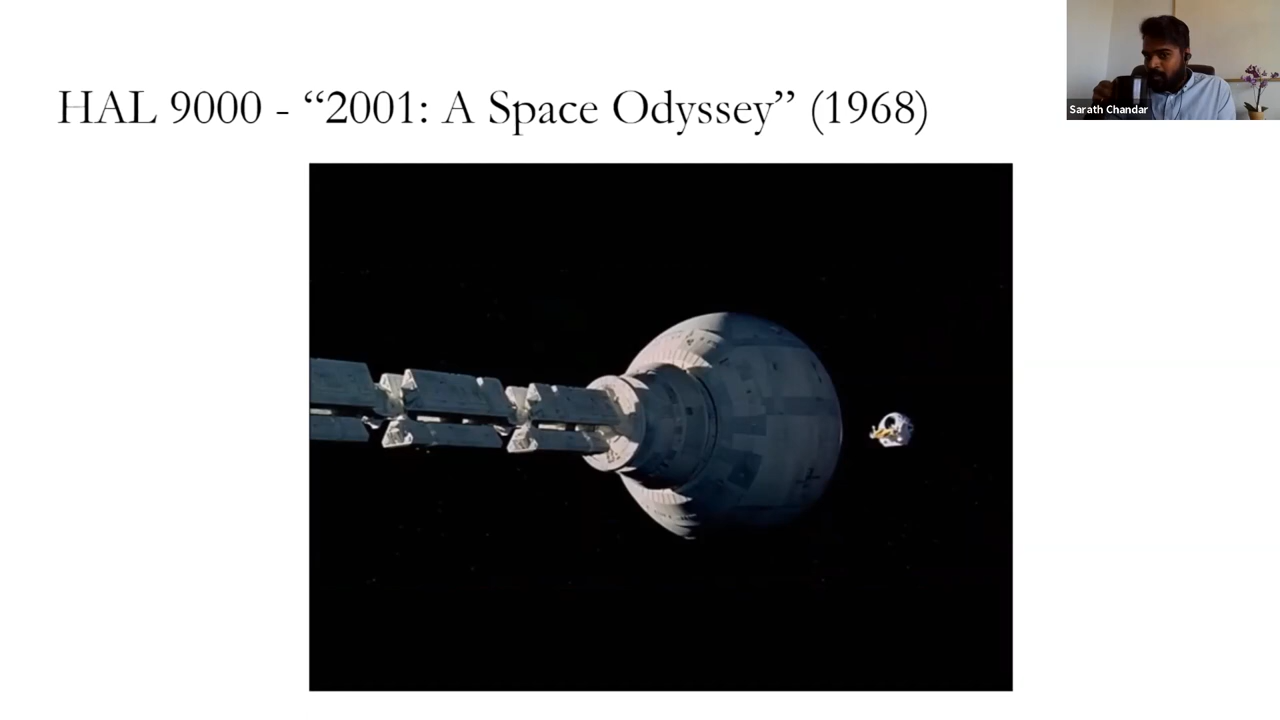 HAL 9000 - “2001: A Space Odyssey” (1968)
Sarath Chandar